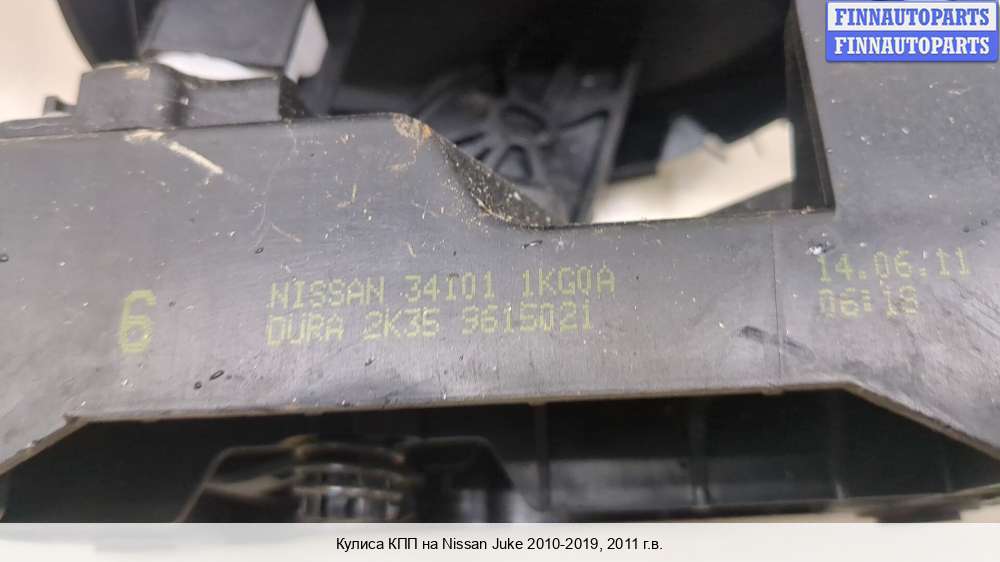 FINNAUTOPARTS
FINNAUTOPARTS
NISSAN 34101 1KG0A
DURA 2K35 9615021
14.06.11
06:18
6
Кулиса КПП на Nissan Juke 2010-2019, 2011 г.в.